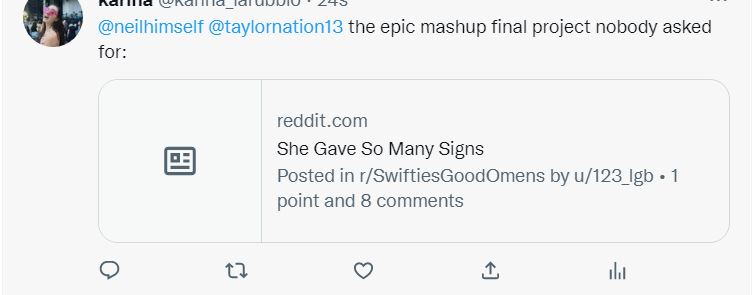 karina @karina_larubbio · 24s
@neilhimself @taylornation13 the epic mashup final project nobody asked
for:
reddit.com
She Gave So Many Signs
Posted in r/SwiftiesGoodOmens by u/123_lgb • 1
point and 8 comments